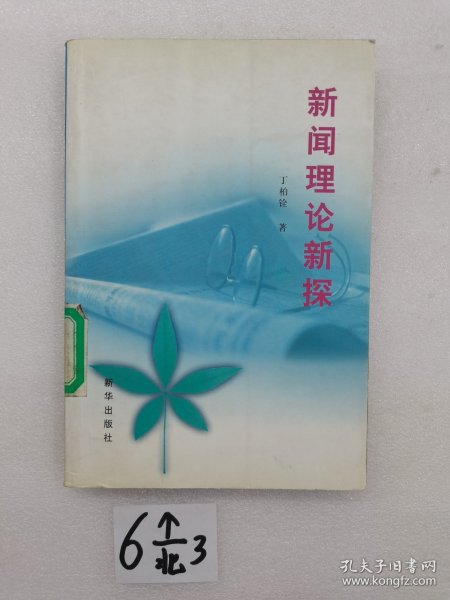 新闻理论新探
丁柏铨 著
新华出版社
6 ↑ 北 3
孔夫子旧书网
www.kongfz.com